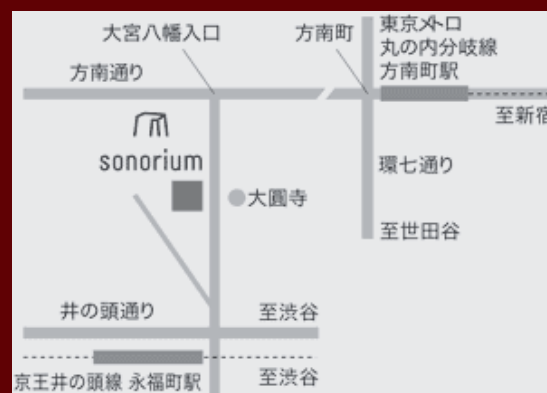 大宮八幡入口
方南町
東京メトロ
丸の内分岐線
方南町駅
方南通り
至新宿
sonorium
環七通り
大圓寺
至世田谷
井の頭通り
至渋谷
京王井の頭線 永福町駅
至渋谷